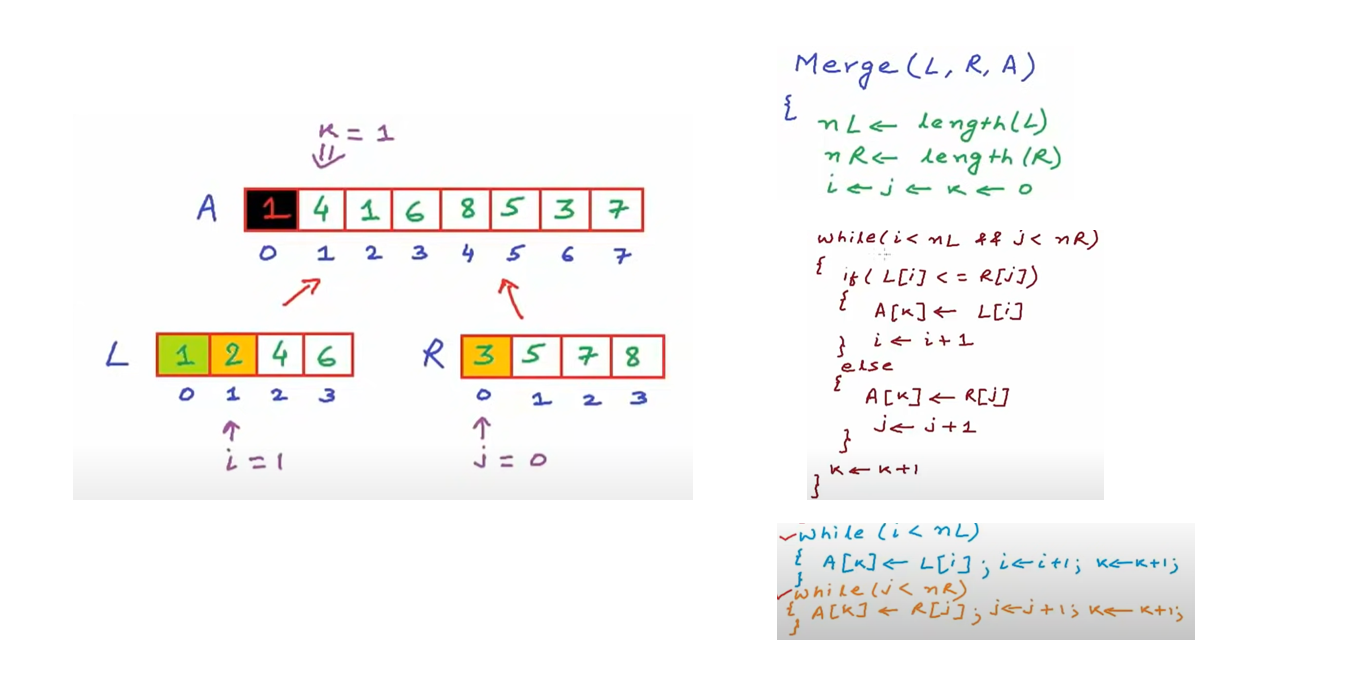 K = 1
A 1 4 1 6 8 5 3 7
0 1 2 3 4 5 6 7
L 1 2 4 6
0 1 2 3
i = 1
R 3 5 7 8
0 1 2 3
j = 0
Merge(L, R, A)
{
nL ← length(L)
nR ← length(R)
i ← j ← K ← 0
while(i < nL && j < nR)
{ if( L[i] <= R[j])
{ A[K] ← L[i]
} i ← i+1
else
{
A[K] ← R[j]
j ← j+1
}
K ← K+1
}
while (i < nL)
{ A[K] ← L[i]; i←i+1; K←K+1;
}
while(j < nR)
{ A[K] ← R[j]; j←j+1; K← K+1;
}